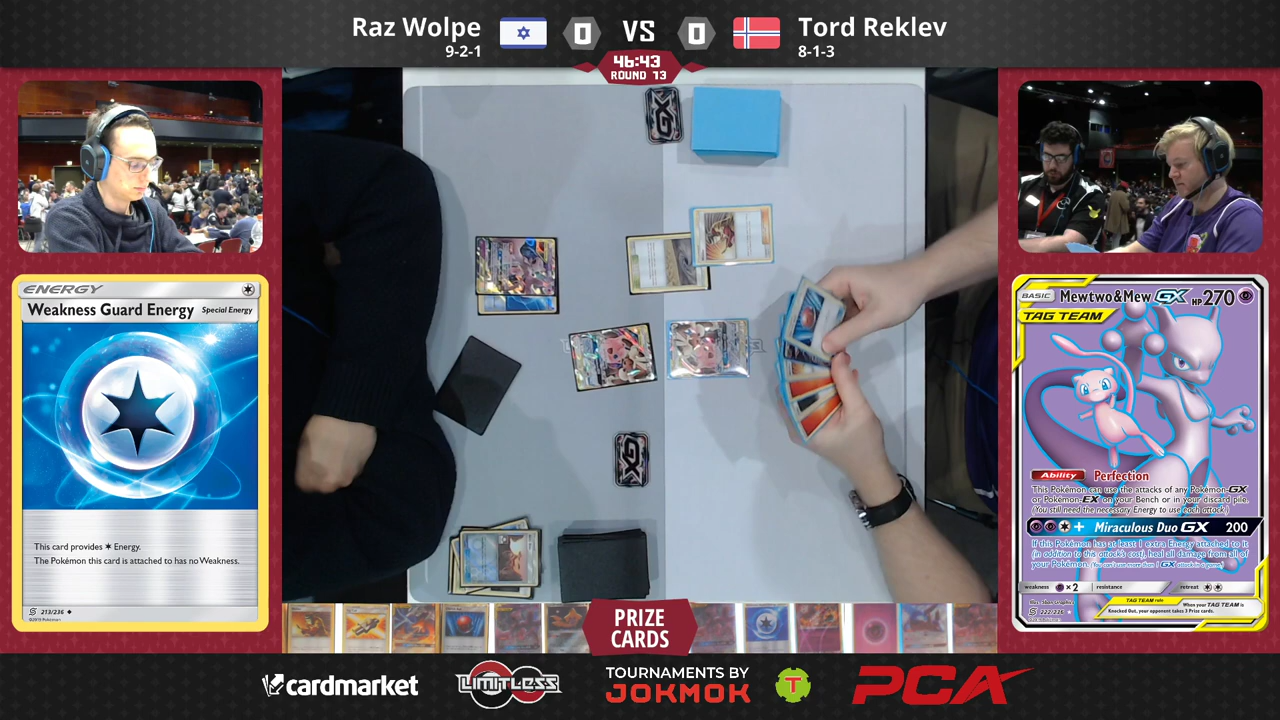 Raz Wolpe
9-2-1
0 VS 0
Tord Reklev
8-1-3
46:43
ROUND 13
ENERGY
Weakness Guard Energy
Special Energy
This card provides Energy.
The Pokémon this card is attached to has no Weakness.
213/236
GX
GX
BASIC
Mewtwo&Mew GX HP270
TAG TEAM
Ability Perfection
This Pokémon can use the attacks of any Pokémon-GX
or Pokémon-EX on your Bench or in your discard pile.
(You still need the necessary Energy to use each attack.)
Miraculous Duo GX 200
If this Pokémon has at least 1 extra Energy attached to it
(in addition to this attack's cost), heal all damage from all of
your Pokémon. (You can't use more than 1 GX attack in a game.)
weakness ×2 resistance retreat
TAG TEAM rule
When your TAG TEAM is
Knocked Out, your opponent takes 3 Prize cards.
222/236
PRIZE
CARDS
cardmarket
LIMITLESS
TOURNAMENTS BY
JOKMOK
T
PCA